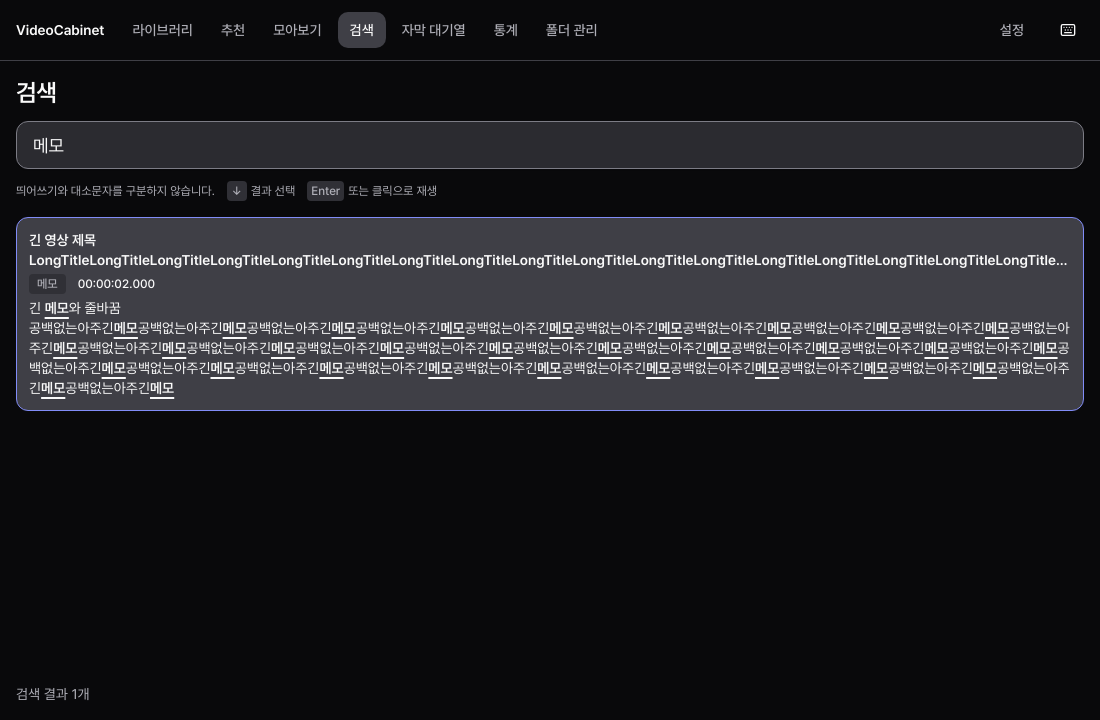 VideoCabinet 라이브러리 추천 모아보기 검색 자막 대기열 통계 폴더 관리 설정
검색
메모
띄어쓰기와 대소문자를 구분하지 않습니다. ↓ 결과 선택 Enter 또는 클릭으로 재생
긴 영상 제목
LongTitleLongTitleLongTitleLongTitleLongTitleLongTitleLongTitleLongTitleLongTitleLongTitleLongTitleLongTitleLongTitleLongTitleLongTitleLongTitleLongTitle...
메모 00:00:02.000
긴 메모와 줄바꿈
공백없는아주긴메모공백없는아주긴메모공백없는아주긴메모공백없는아주긴메모공백없는아주긴메모공백없는아주긴메모공백없는아주긴메모공백없는아주긴메모공백없는아주긴메모공백없는아
주긴메모공백없는아주긴메모공백없는아주긴메모공백없는아주긴메모공백없는아주긴메모공백없는아주긴메모공백없는아주긴메모공백없는아주긴메모공백없는아주긴메모공백없는아주긴메모공
백없는아주긴메모공백없는아주긴메모공백없는아주긴메모공백없는아주긴메모공백없는아주긴메모공백없는아주긴메모공백없는아주긴메모공백없는아주긴메모공백없는아주긴메모공백없는아주
긴메모공백없는아주긴메모
검색 결과 1개